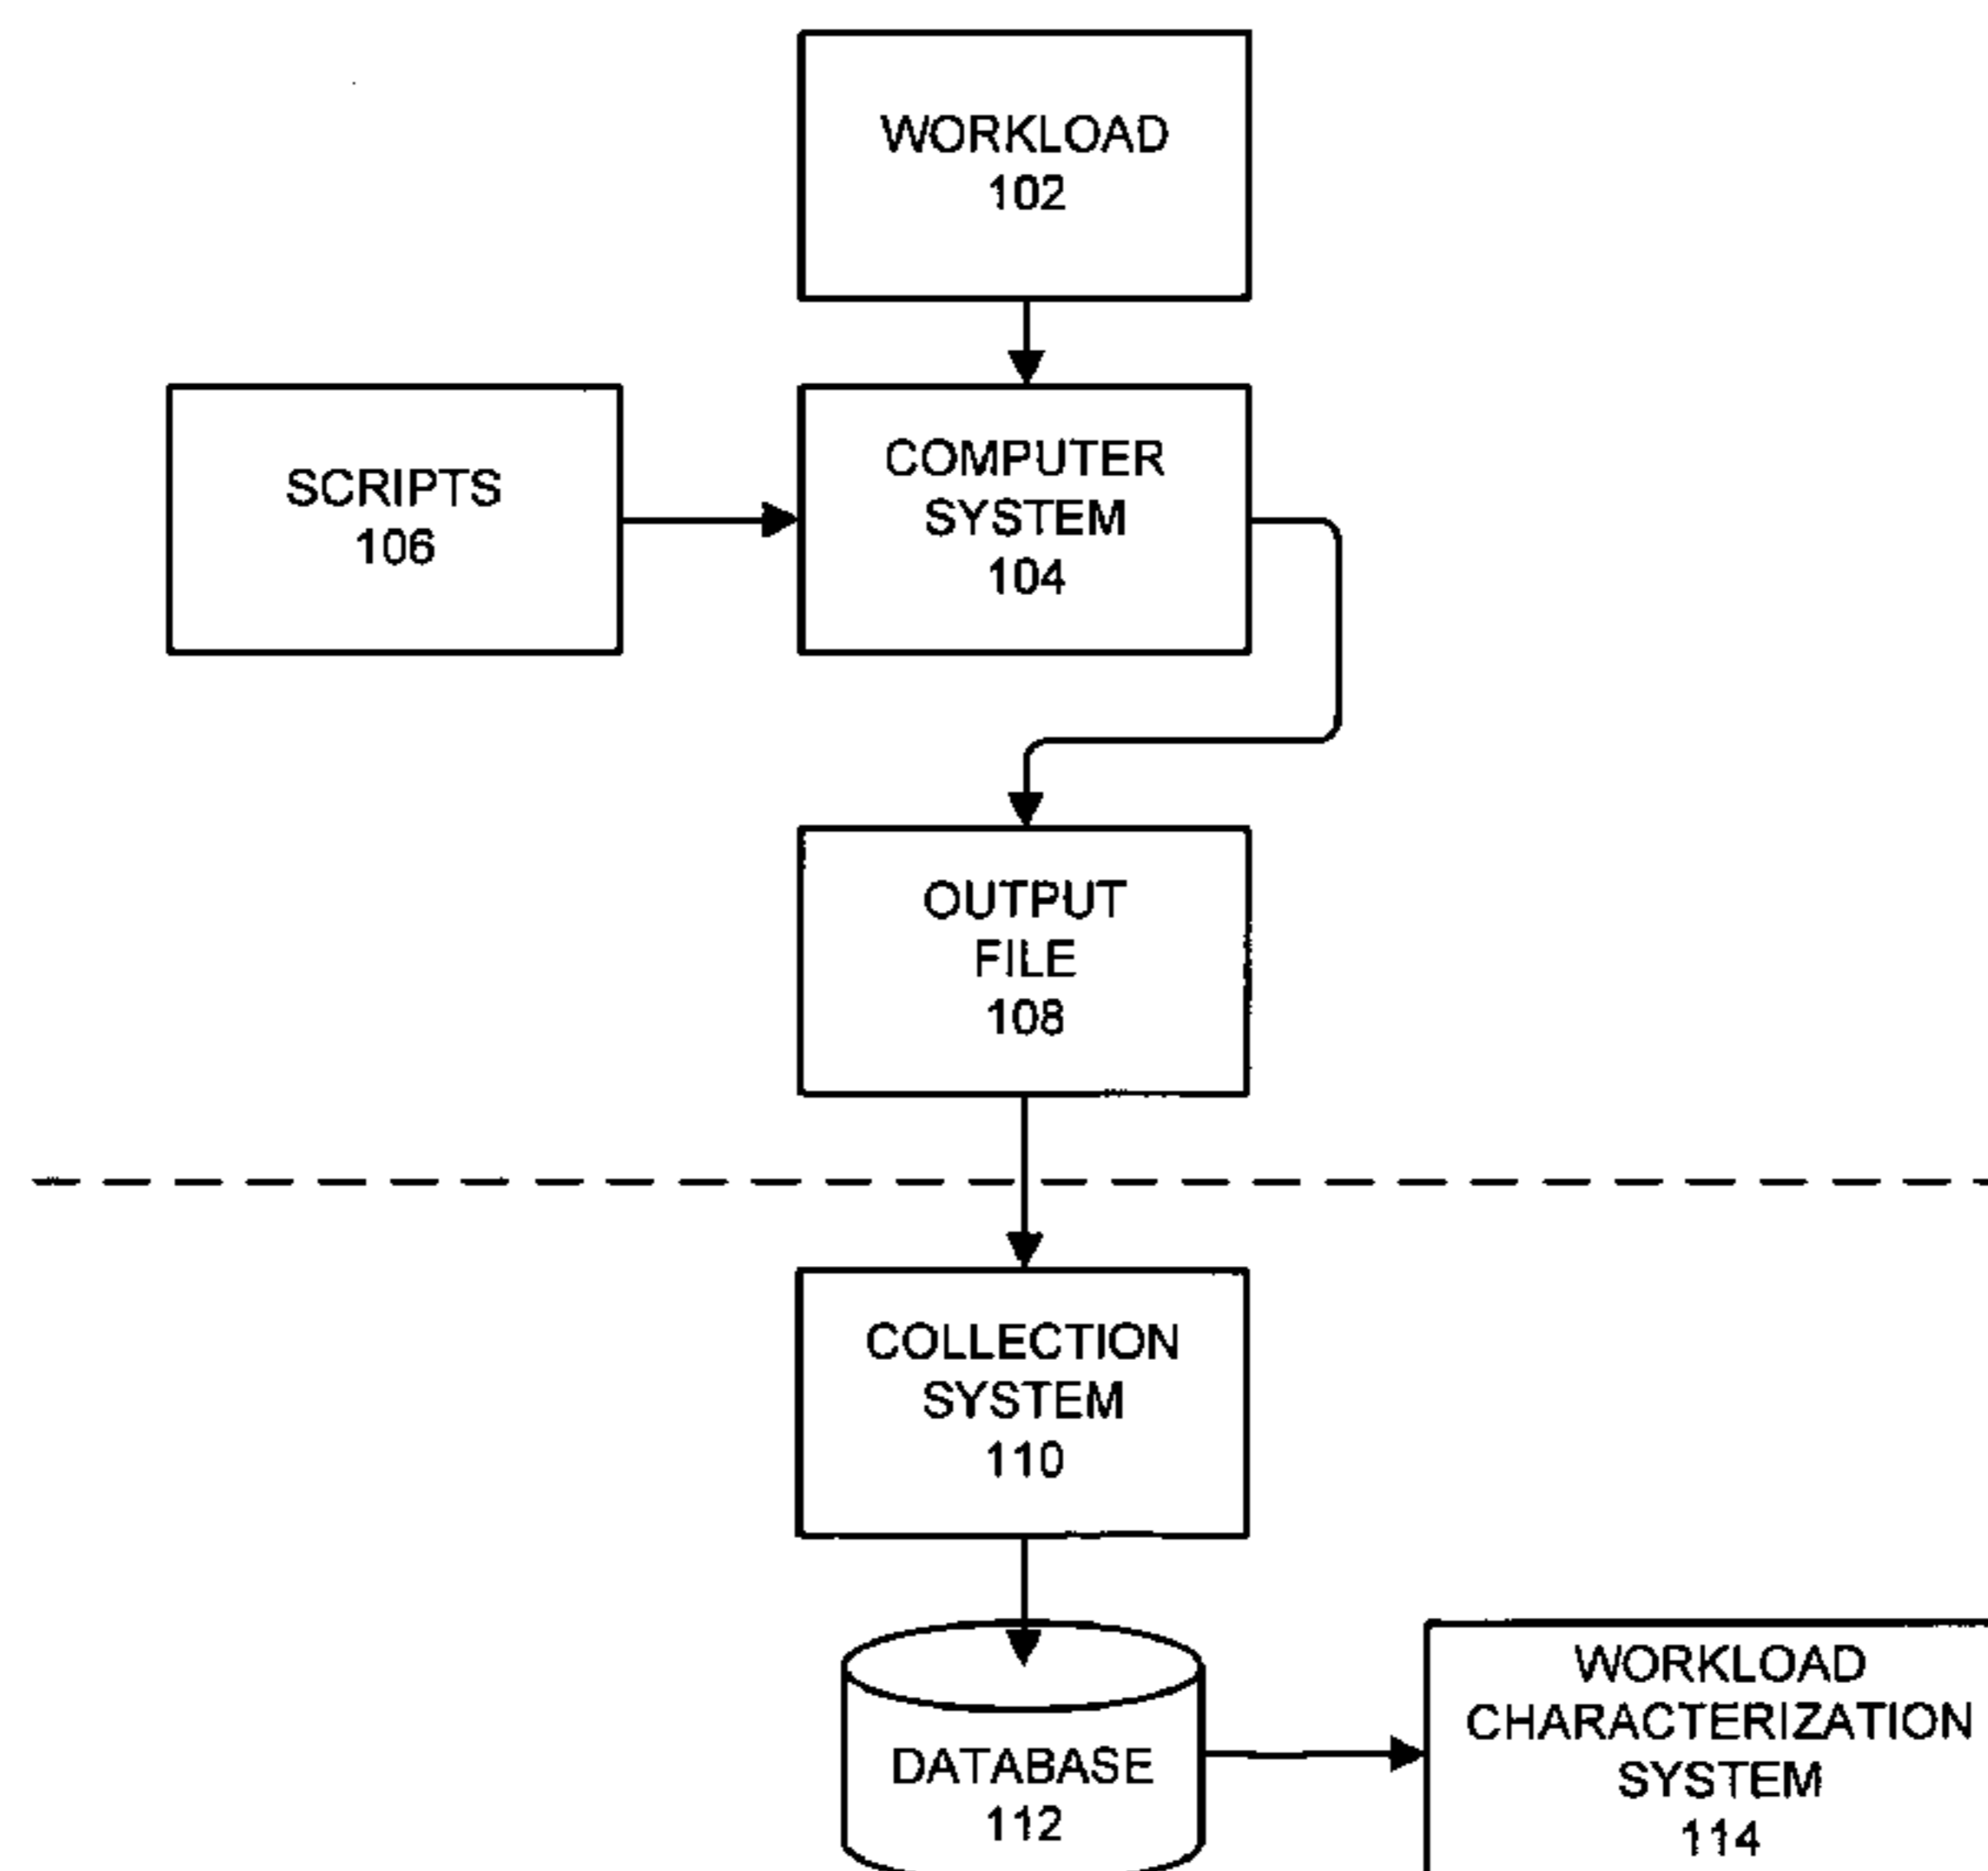 WORKLOAD
102
SCRIPTS
106
COMPUTER
SYSTEM
104
OUTPUT
FILE
108
COLLECTION
SYSTEM
110
DATABASE
112
WORKLOAD
CHARACTERIZATION
SYSTEM
114